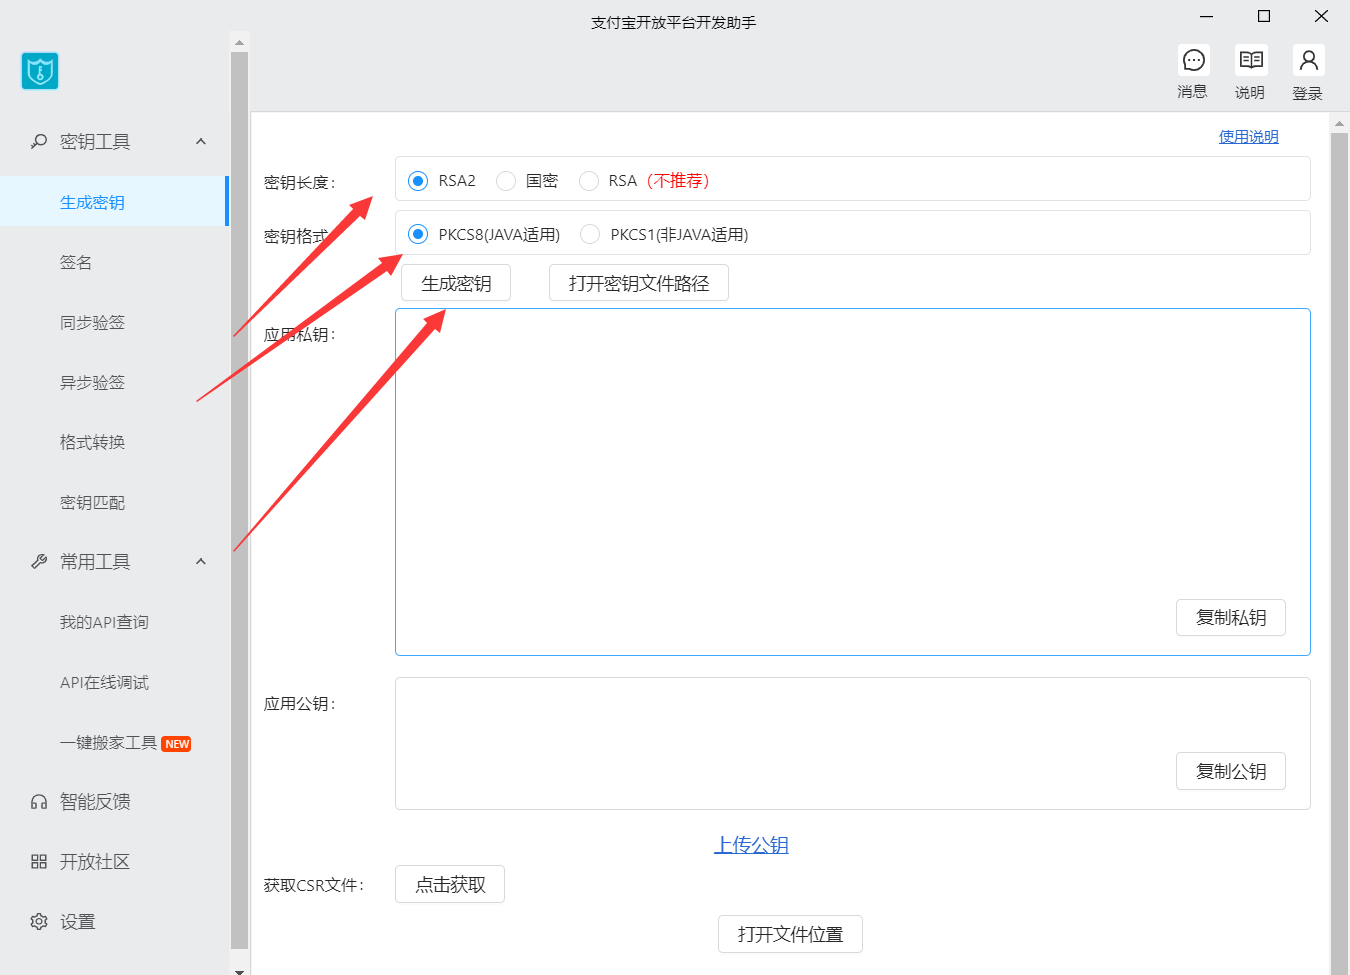 支付宝开放平台开发助手
消息
说明
登录
密钥工具
生成密钥
签名
同步验签
异步验签
格式转换
密钥匹配
常用工具
我的API查询
API在线调试
一键搬家工具 NEW
智能反馈
开放社区
设置
使用说明
密钥长度： RSA2 国密 RSA（不推荐）
密钥格式 PKCS8(JAVA适用) PKCS1(非JAVA适用)
生成密钥 打开密钥文件路径
应用私钥：
复制私钥
应用公钥：
复制公钥
上传公钥
获取CSR文件： 点击获取
打开文件位置